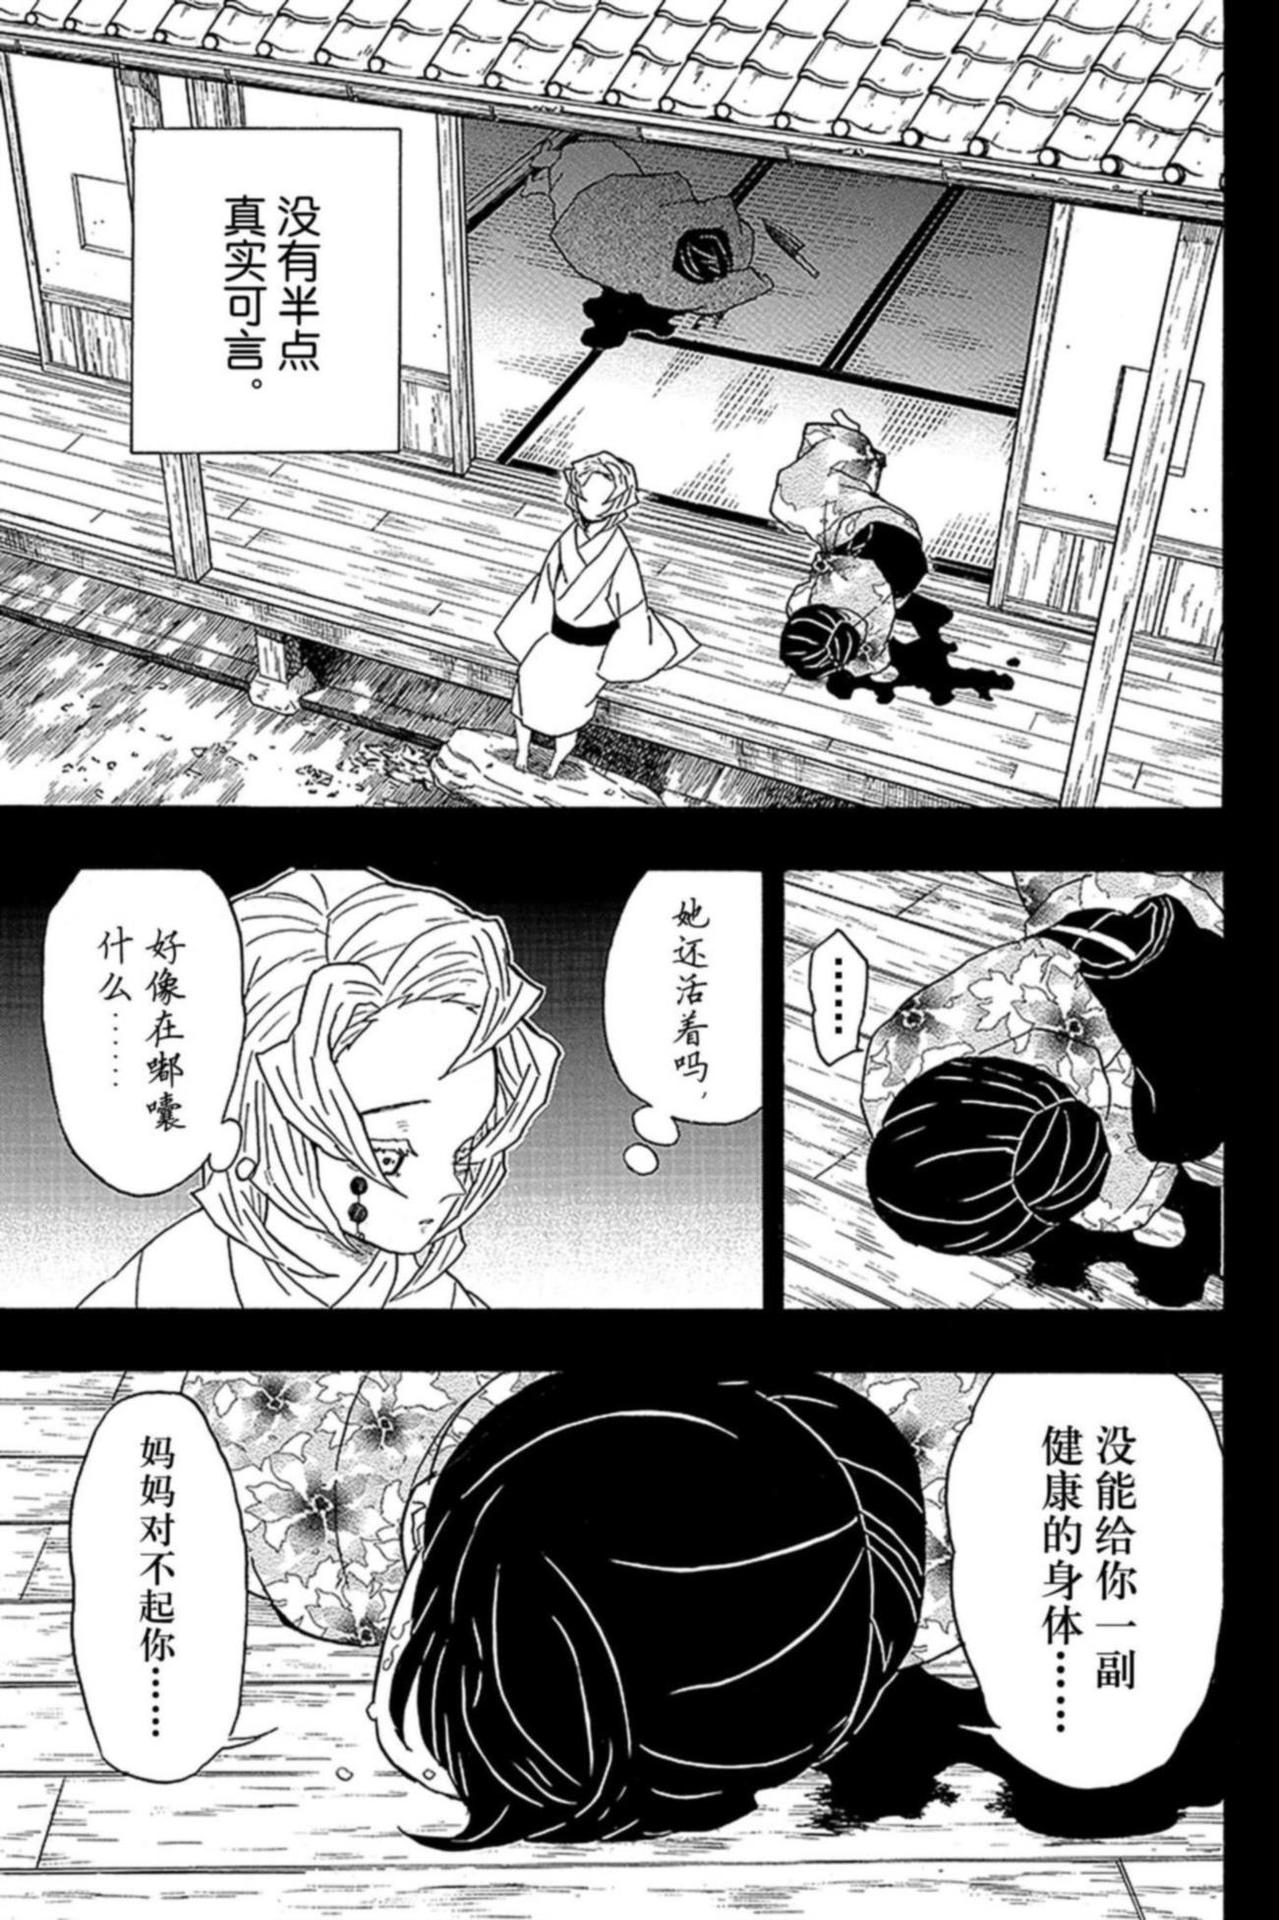 没有半点
真实可言。
……
她还活着吗，
好像在嘟囔
什么……
没能给你一副
健康的身体……
妈妈对不起你……